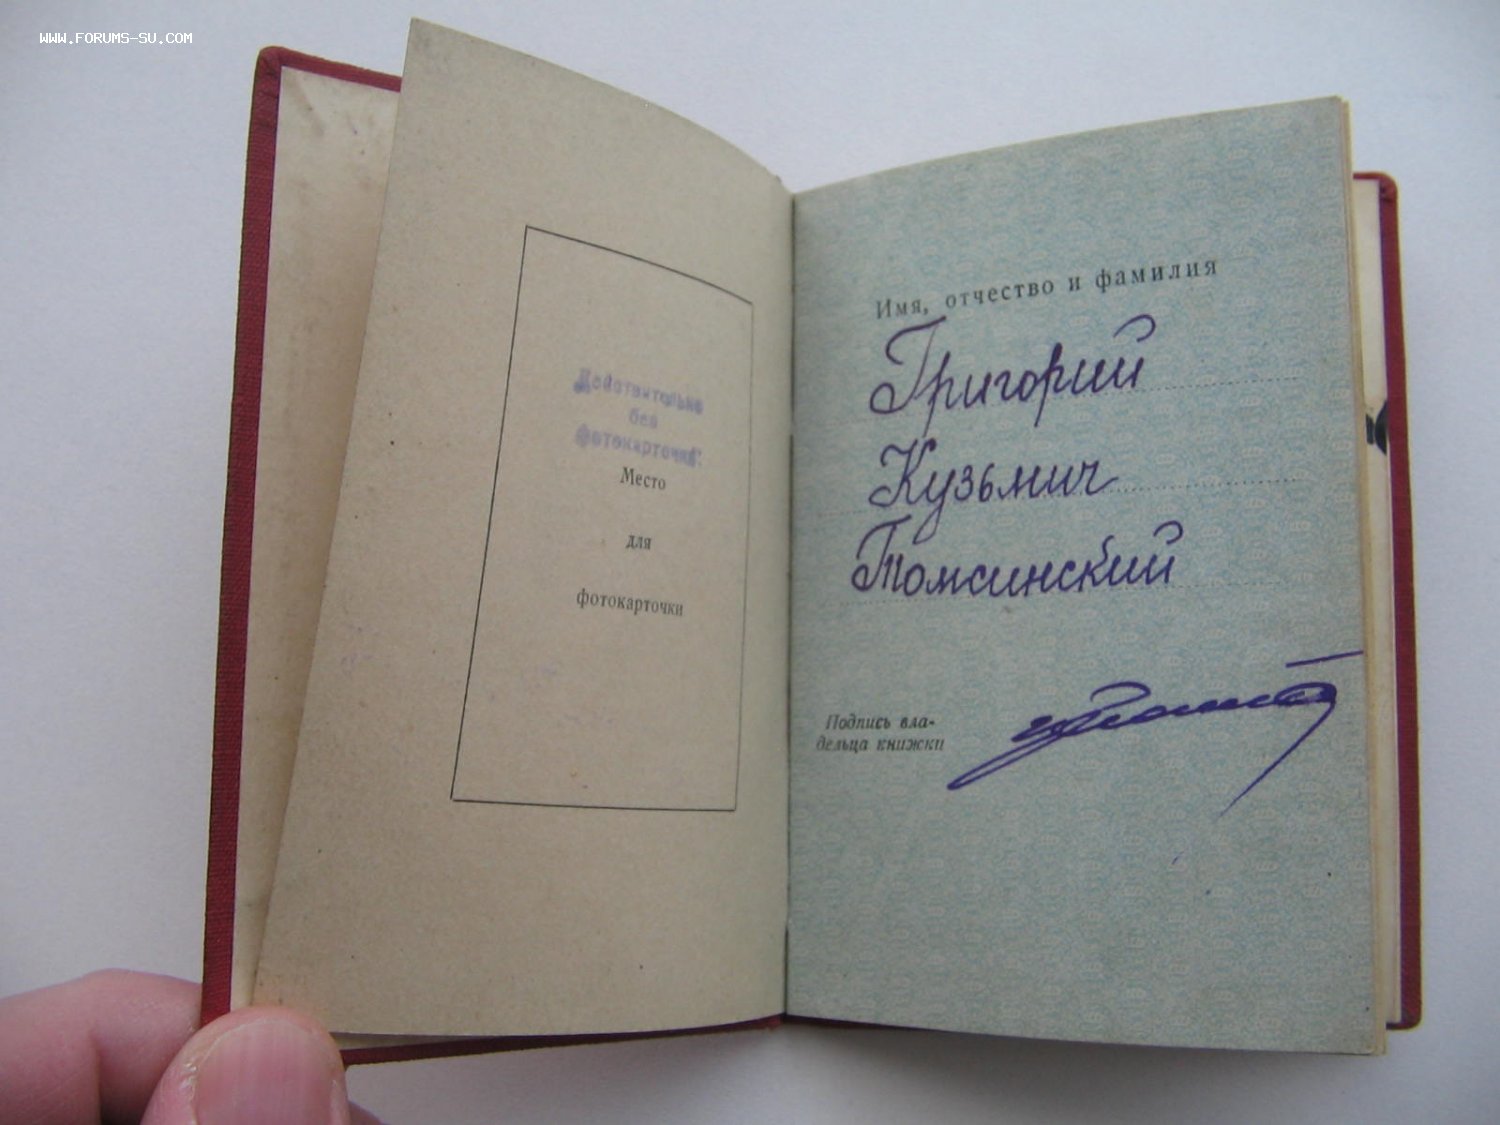 WWW.FORUMS-SU.COM
Действительно
без
фотокарточки
Место
для
фотокарточки
Имя, отчество и фамилия
Григорий
Кузьмич
Томсинский
Подпись вла-
дельца книжки